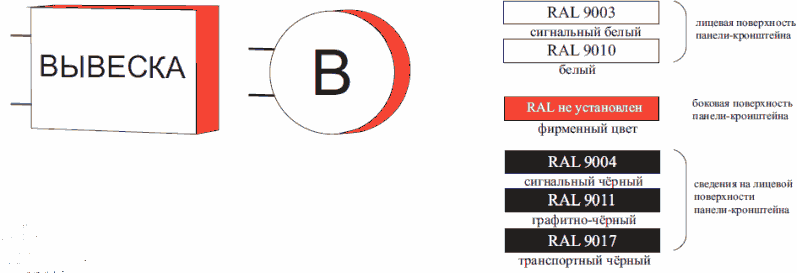 ВЫВЕСКА
В
RAL 9003
сигнальный белый
RAL 9010
белый
лицевая поверхность
панели-кронштейна
RAL не установлен
фирменный цвет
боковая поверхность
панели-кронштейна
RAL 9004
сигнальный чёрный
RAL 9011
графитно-чёрный
RAL 9017
транспортный чёрный
сведения на лицевой
поверхности
панели-кронштейна